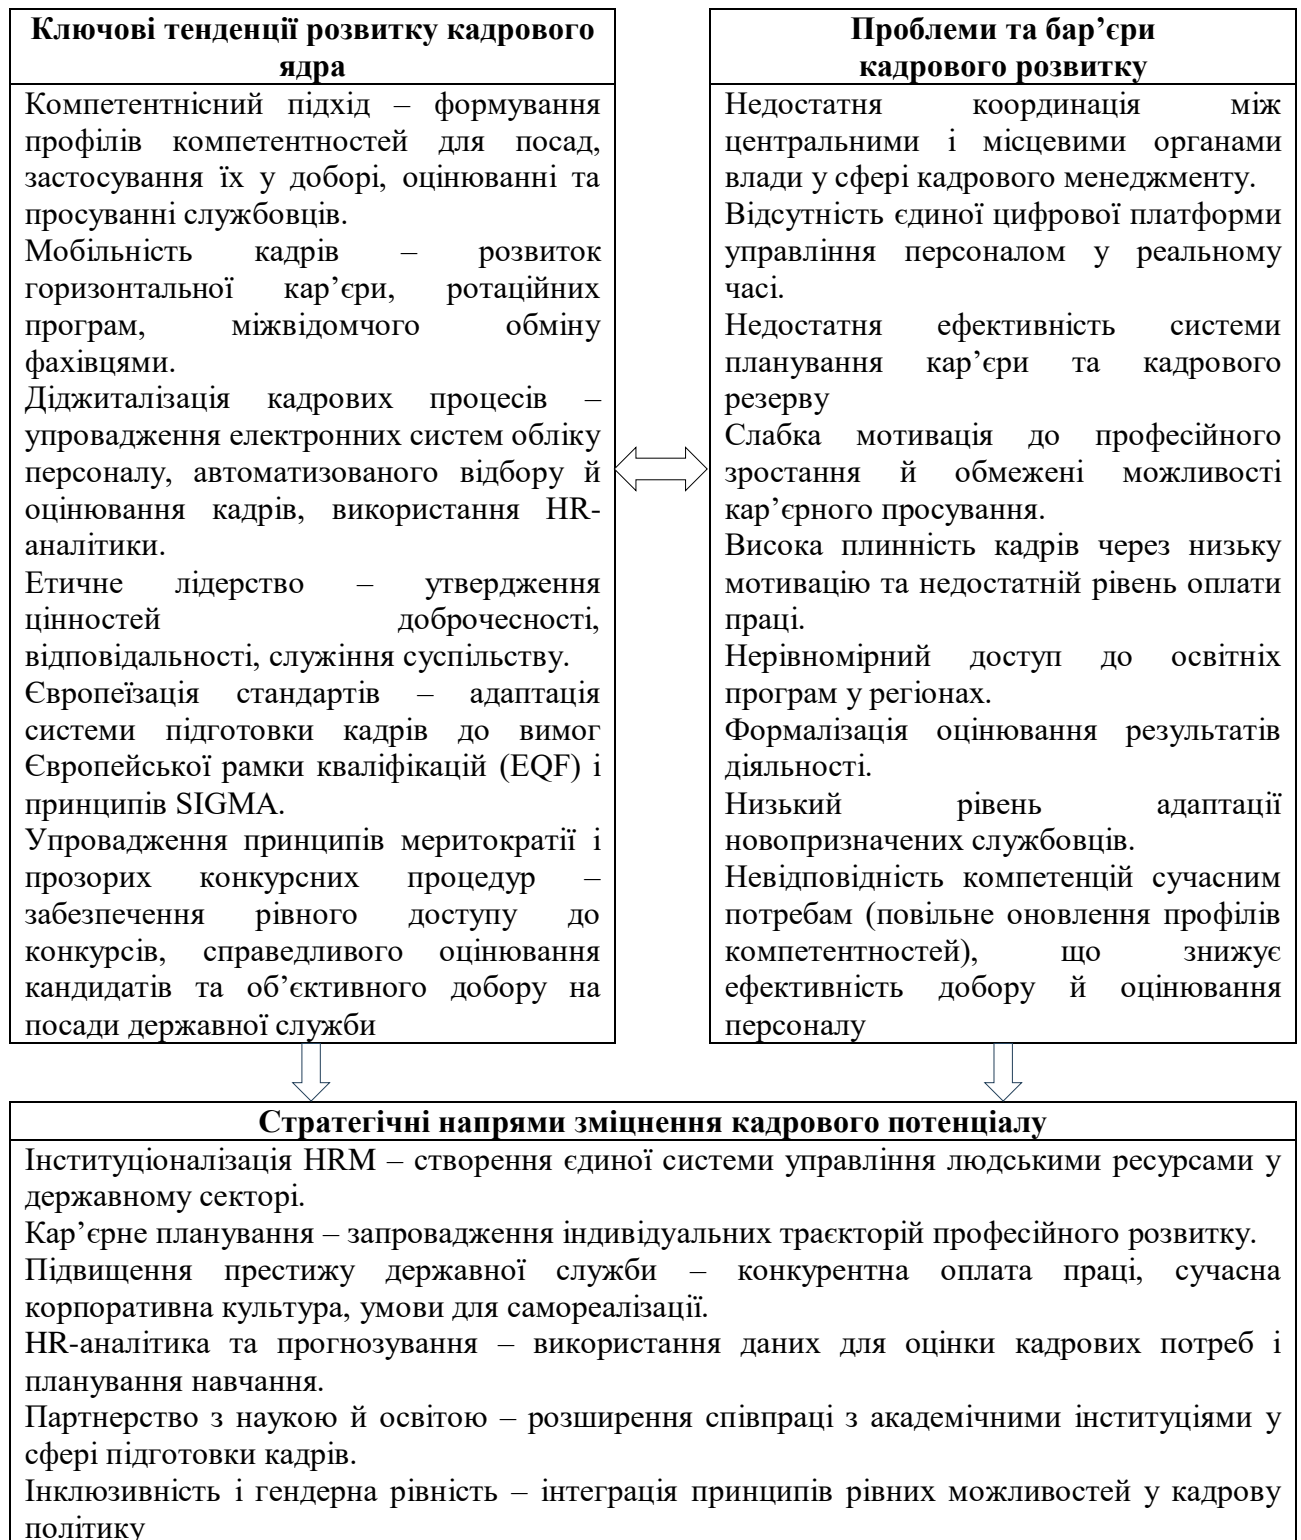 Ключові тенденції розвитку кадрового
ядра
Компетентнісний підхід – формування
профілів компетентностей для посад,
застосування їх у доборі, оцінюванні та
просуванні службовців.
Мобільність кадрів – розвиток
горизонтальної кар’єри, ротаційних
програм, міжвідомчого обміну
фахівцями.
Діджиталізація кадрових процесів –
упровадження електронних систем обліку
персоналу, автоматизованого відбору й
оцінювання кадрів, використання HR-
аналітики.
Етичне лідерство – утвердження
цінностей доброчесності,
відповідальності, служіння суспільству.
Європеїзація стандартів – адаптація
системи підготовки кадрів до вимог
Європейської рамки кваліфікацій (EQF) і
принципів SIGMA.
Упровадження принципів меритократії і
прозорих конкурсних процедур –
забезпечення рівного доступу до
конкурсів, справедливого оцінювання
кандидатів та об’єктивного добору на
посади державної служби
Проблеми та бар’єри
кадрового розвитку
Недостатня координація між
центральними і місцевими органами
влади у сфері кадрового менеджменту.
Відсутність єдиної цифрової платформи
управління персоналом у реальному
часі.
Недостатня ефективність системи
планування кар’єри та кадрового
резерву
Слабка мотивація до професійного
зростання й обмежені можливості
кар’єрного просування.
Висока плинність кадрів через низьку
мотивацію та недостатній рівень оплати
праці.
Нерівномірний доступ до освітніх
програм у регіонах.
Формалізація оцінювання результатів
діяльності.
Низький рівень адаптації
новопризначених службовців.
Невідповідність компетенцій сучасним
потребам (повільне оновлення профілів
компетентностей), що знижує
ефективність добору й оцінювання
персоналу
Стратегічні напрями зміцнення кадрового потенціалу
Інституціоналізація HRM – створення єдиної системи управління людськими ресурсами у
державному секторі.
Кар’єрне планування – запровадження індивідуальних траєкторій професійного розвитку.
Підвищення престижу державної служби – конкурентна оплата праці, сучасна
корпоративна культура, умови для самореалізації.
HR-аналітика та прогнозування – використання даних для оцінки кадрових потреб і
планування навчання.
Партнерство з наукою й освітою – розширення співпраці з академічними інституціями у
сфері підготовки кадрів.
Інклюзивність і гендерна рівність – інтеграція принципів рівних можливостей у кадрову
політику